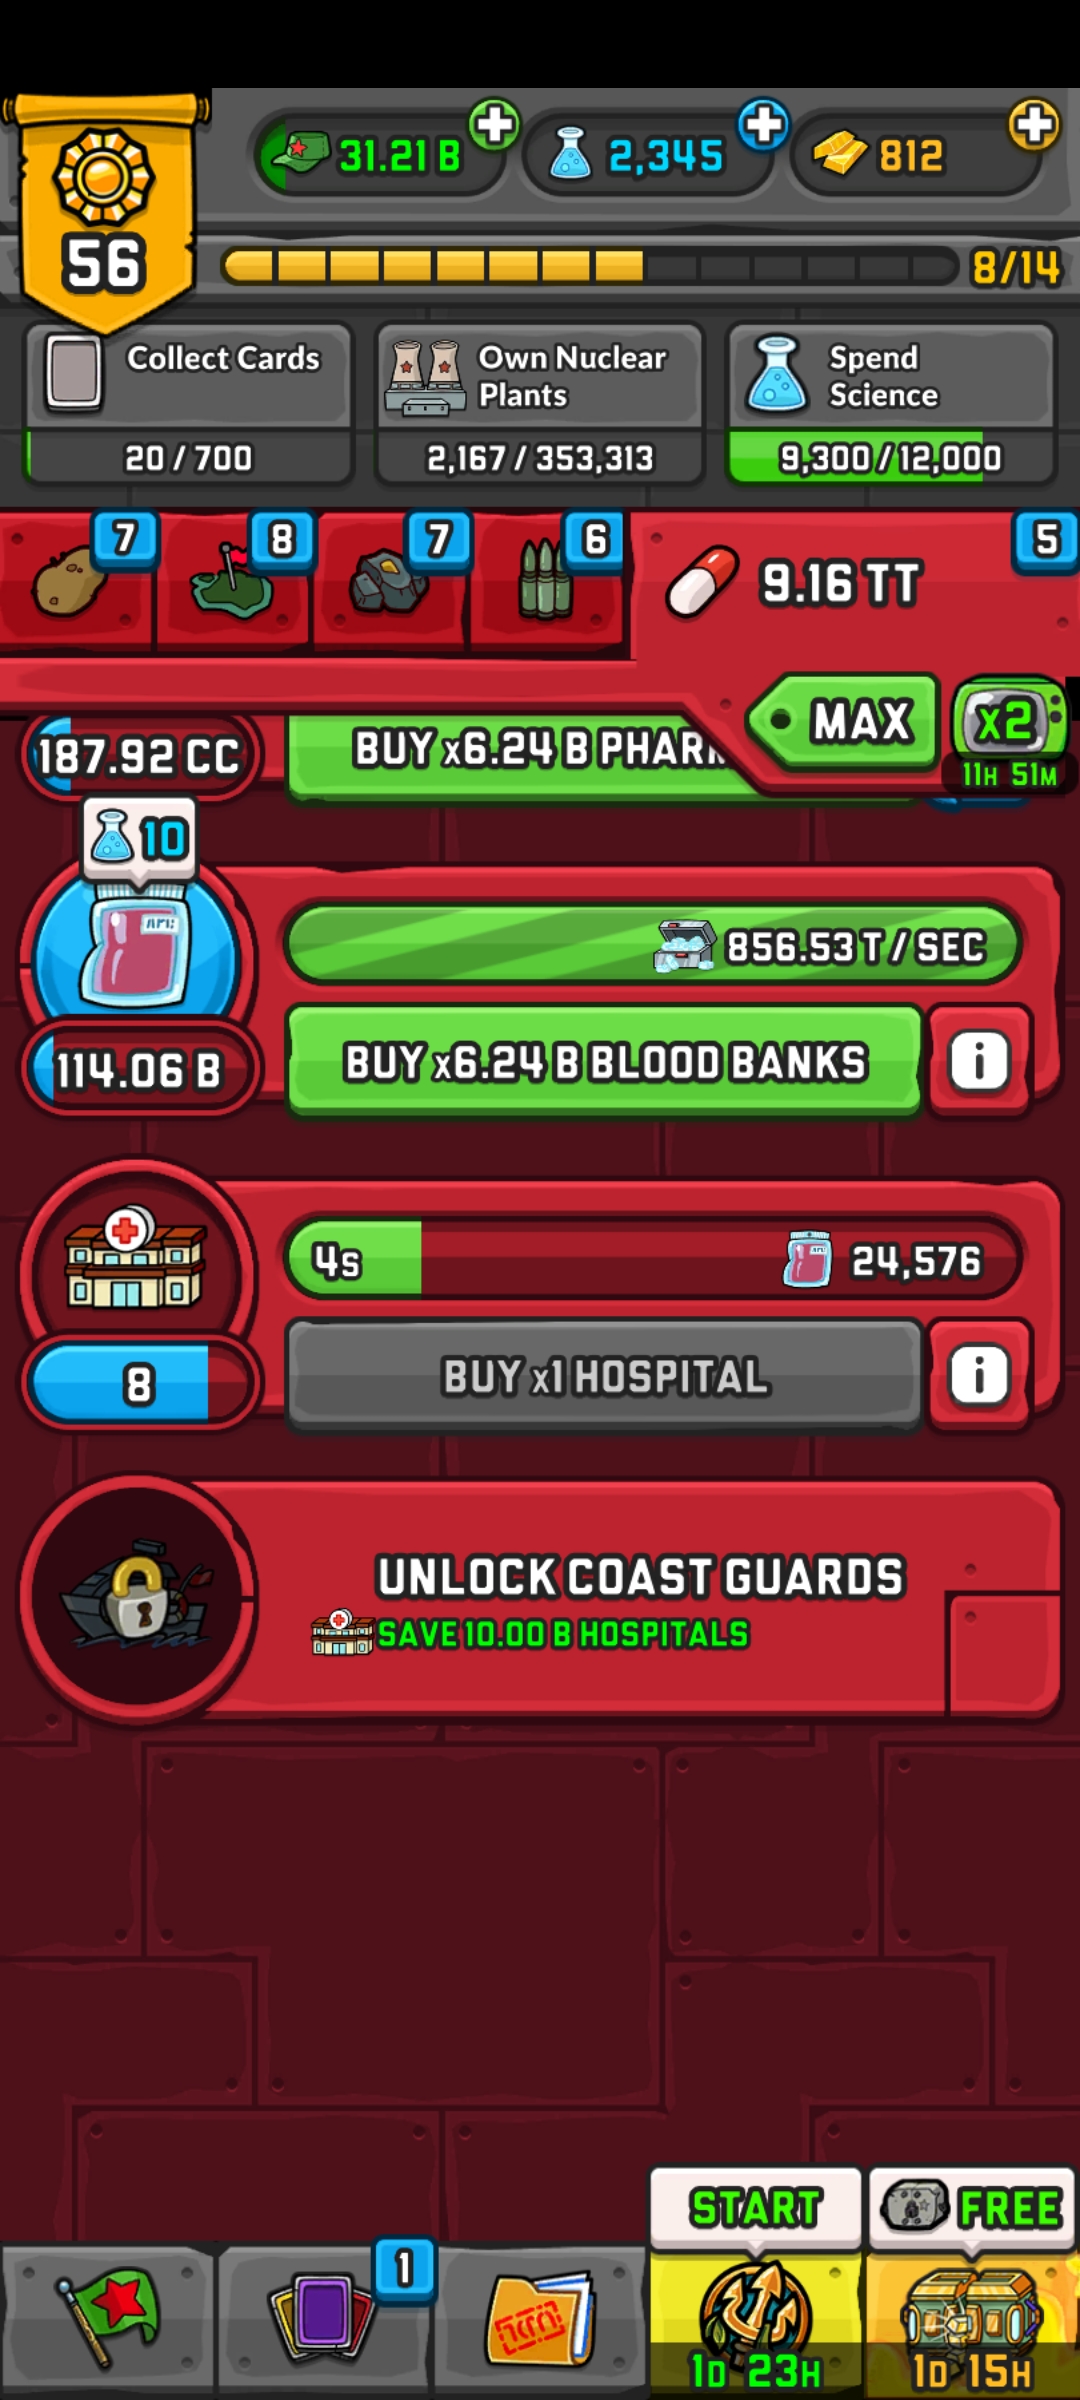 56
31.21 B
2,345
812
8/14
Collect Cards
20 / 700
Own Nuclear
Plants
2,167 / 353,313
Spend
Science
9,300 / 12,000
7
8
7
6
9.16 TT
5
MAX
x2
11H 51M
187.92 CC
BUY x6.24 B
10
856.53 T / SEC
114.06 B
BUY x6.24 B BLOOD BANKS
i
4s
24,576
8
BUY x1 HOSPITAL
i
UNLOCK COAST GUARDS
SAVE 10.00 B HOSPITALS
START
FREE
1
1D 23H
1D 15H